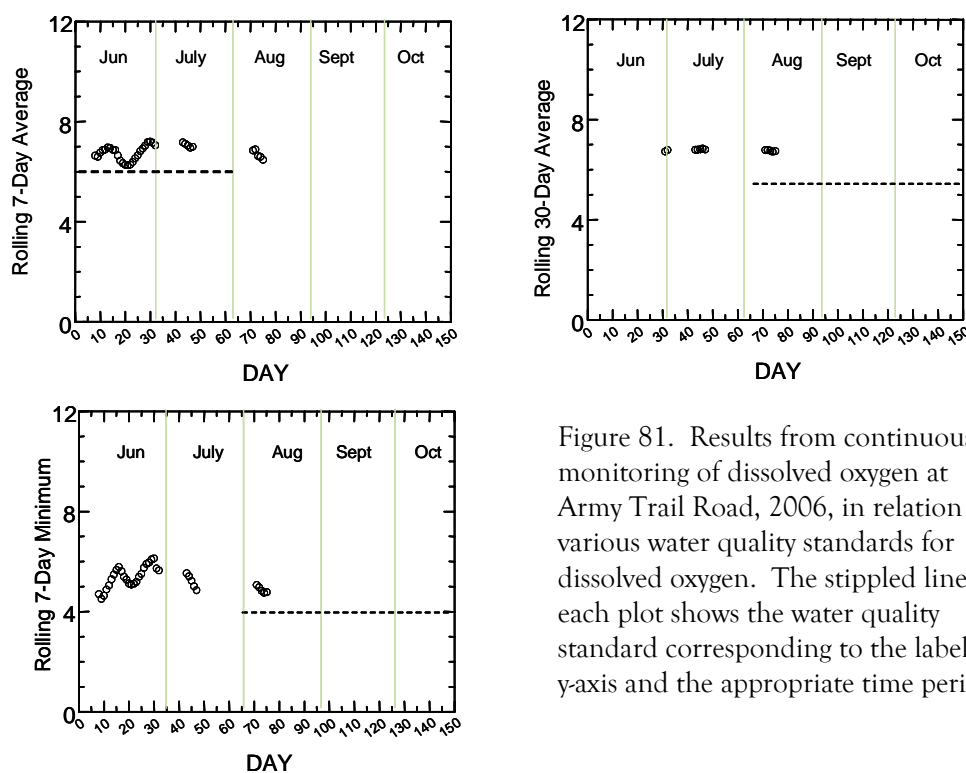 12
8
4
0
Rolling 7-Day Average
Jun July Aug Sept Oct
0 10 20 30 40 50 60 70 80 90 100 110 120 130 140 150
DAY
12
8
4
0
Rolling 30-Day Average
Jun July Aug Sept Oct
0 10 20 30 40 50 60 70 80 90 100 110 120 130 140 150
DAY
12
8
4
0
Rolling 7-Day Minimum
Jun July Aug Sept Oct
0 10 20 30 40 50 60 70 80 90 100 110 120 130 140 150
DAY
Figure 81. Results from continuous
monitoring of dissolved oxygen at
Army Trail Road, 2006, in relation
various water quality standards for
dissolved oxygen. The stippled line
each plot shows the water quality
standard corresponding to the label
y-axis and the appropriate time peri